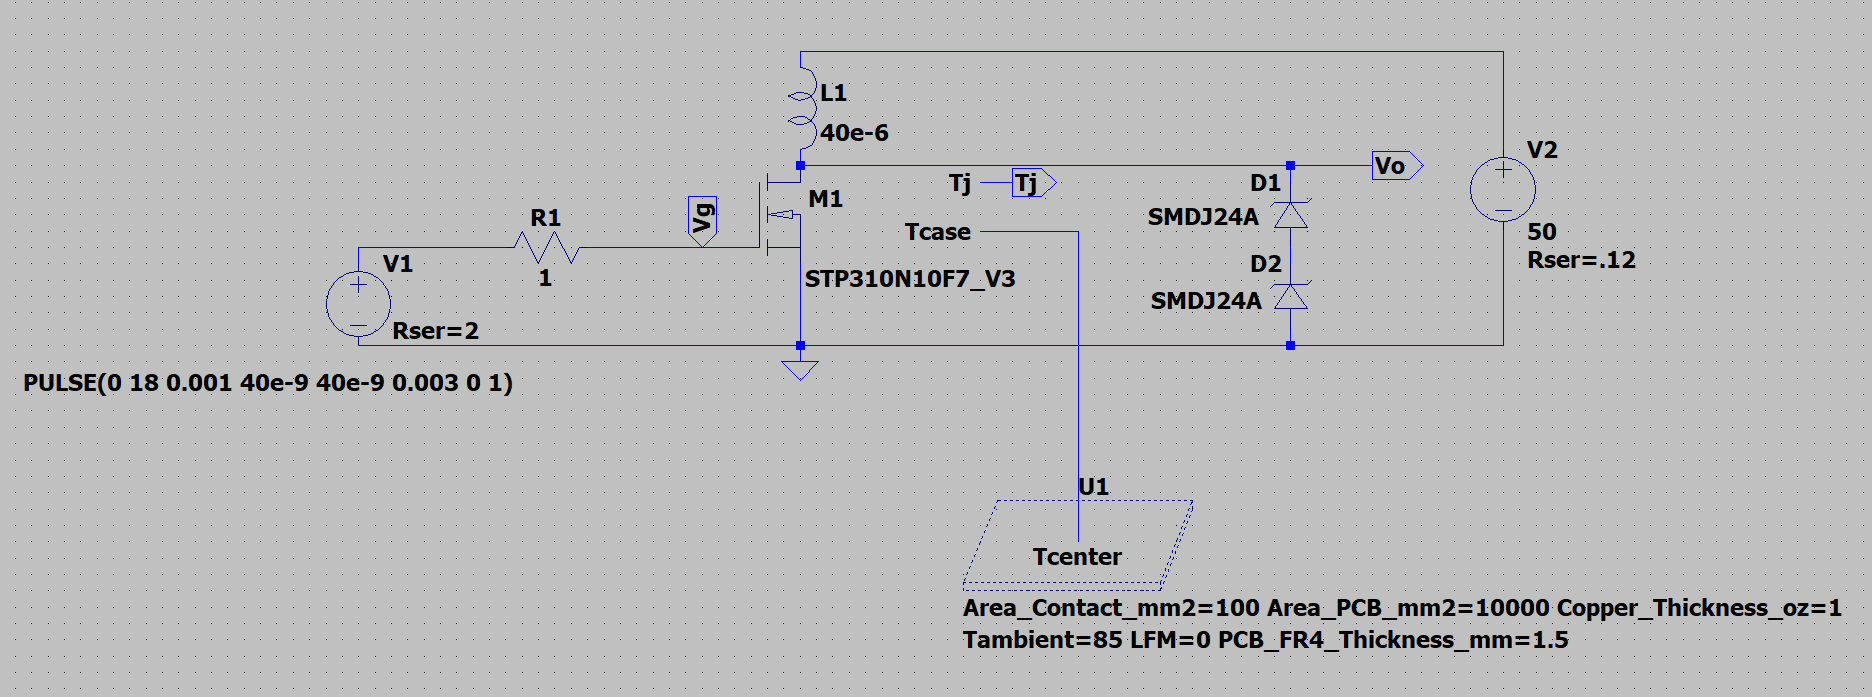 L1
40e-6
V2
Vo
Tj
Tj
D1
M1
Vg
R1
SMDJ24A
Tcase
50
Rser=.12
V1
1
STP310N10F7_V3
D2
SMDJ24A
Rser=2
PULSE(0 18 0.001 40e-9 40e-9 0.003 0 1)
U1
Tcenter
Area_Contact_mm2=100 Area_PCB_mm2=10000 Copper_Thickness_oz=1
Tambient=85 LFM=0 PCB_FR4_Thickness_mm=1.5